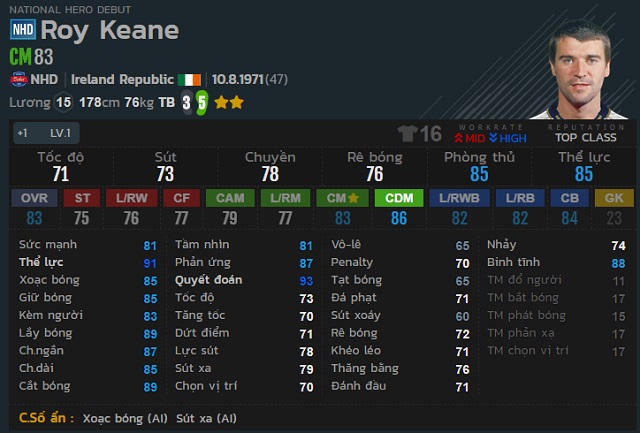 NATIONAL HERO DEBUT
NHD Roy Keane
CM 83
NHD Ireland Republic 10.8.1971 (47)
Lương 15 178cm 76kg TB 3 5
+1 LV.1 16 WORKRATE MID HIGH REPUTATION TOP CLASS
Tốc độ Sút Chuyền Rê bóng Phòng thủ Thể lực
71 73 78 76 85 85
OVR ST L/RW CF CAM L/RM CM CDM L/RWB L/RB CB GK
83 75 76 77 79 77 83 86 82 82 84 23
Sức mạnh 81 Tầm nhìn 81 Vô-lê 65 Nhảy 74
Thể lực 91 Phản ứng 87 Penalty 70 Bình tĩnh 88
Xoạc bóng 85 Quyết đoán 93 Tạt bóng 65 TM đổ người 11
Giữ bóng 85 Tốc độ 73 Đá phạt 71 TM bắt bóng 17
Kèm người 83 Tăng tốc 70 Sút xoáy 60 TM phát bóng 15
Lấy bóng 89 Dứt điểm 71 Rê bóng 72 TM phản xạ 17
Ch.ngắn 87 Lực sút 78 Khéo léo 71 TM chọn vị trí 17
Ch.dài 85 Sút xa 79 Thăng bằng 76
Cắt bóng 89 Chọn vị trí 70 Đánh đầu 71
C.Số ẩn : Xoạc bóng (AI) Sút xa (AI)